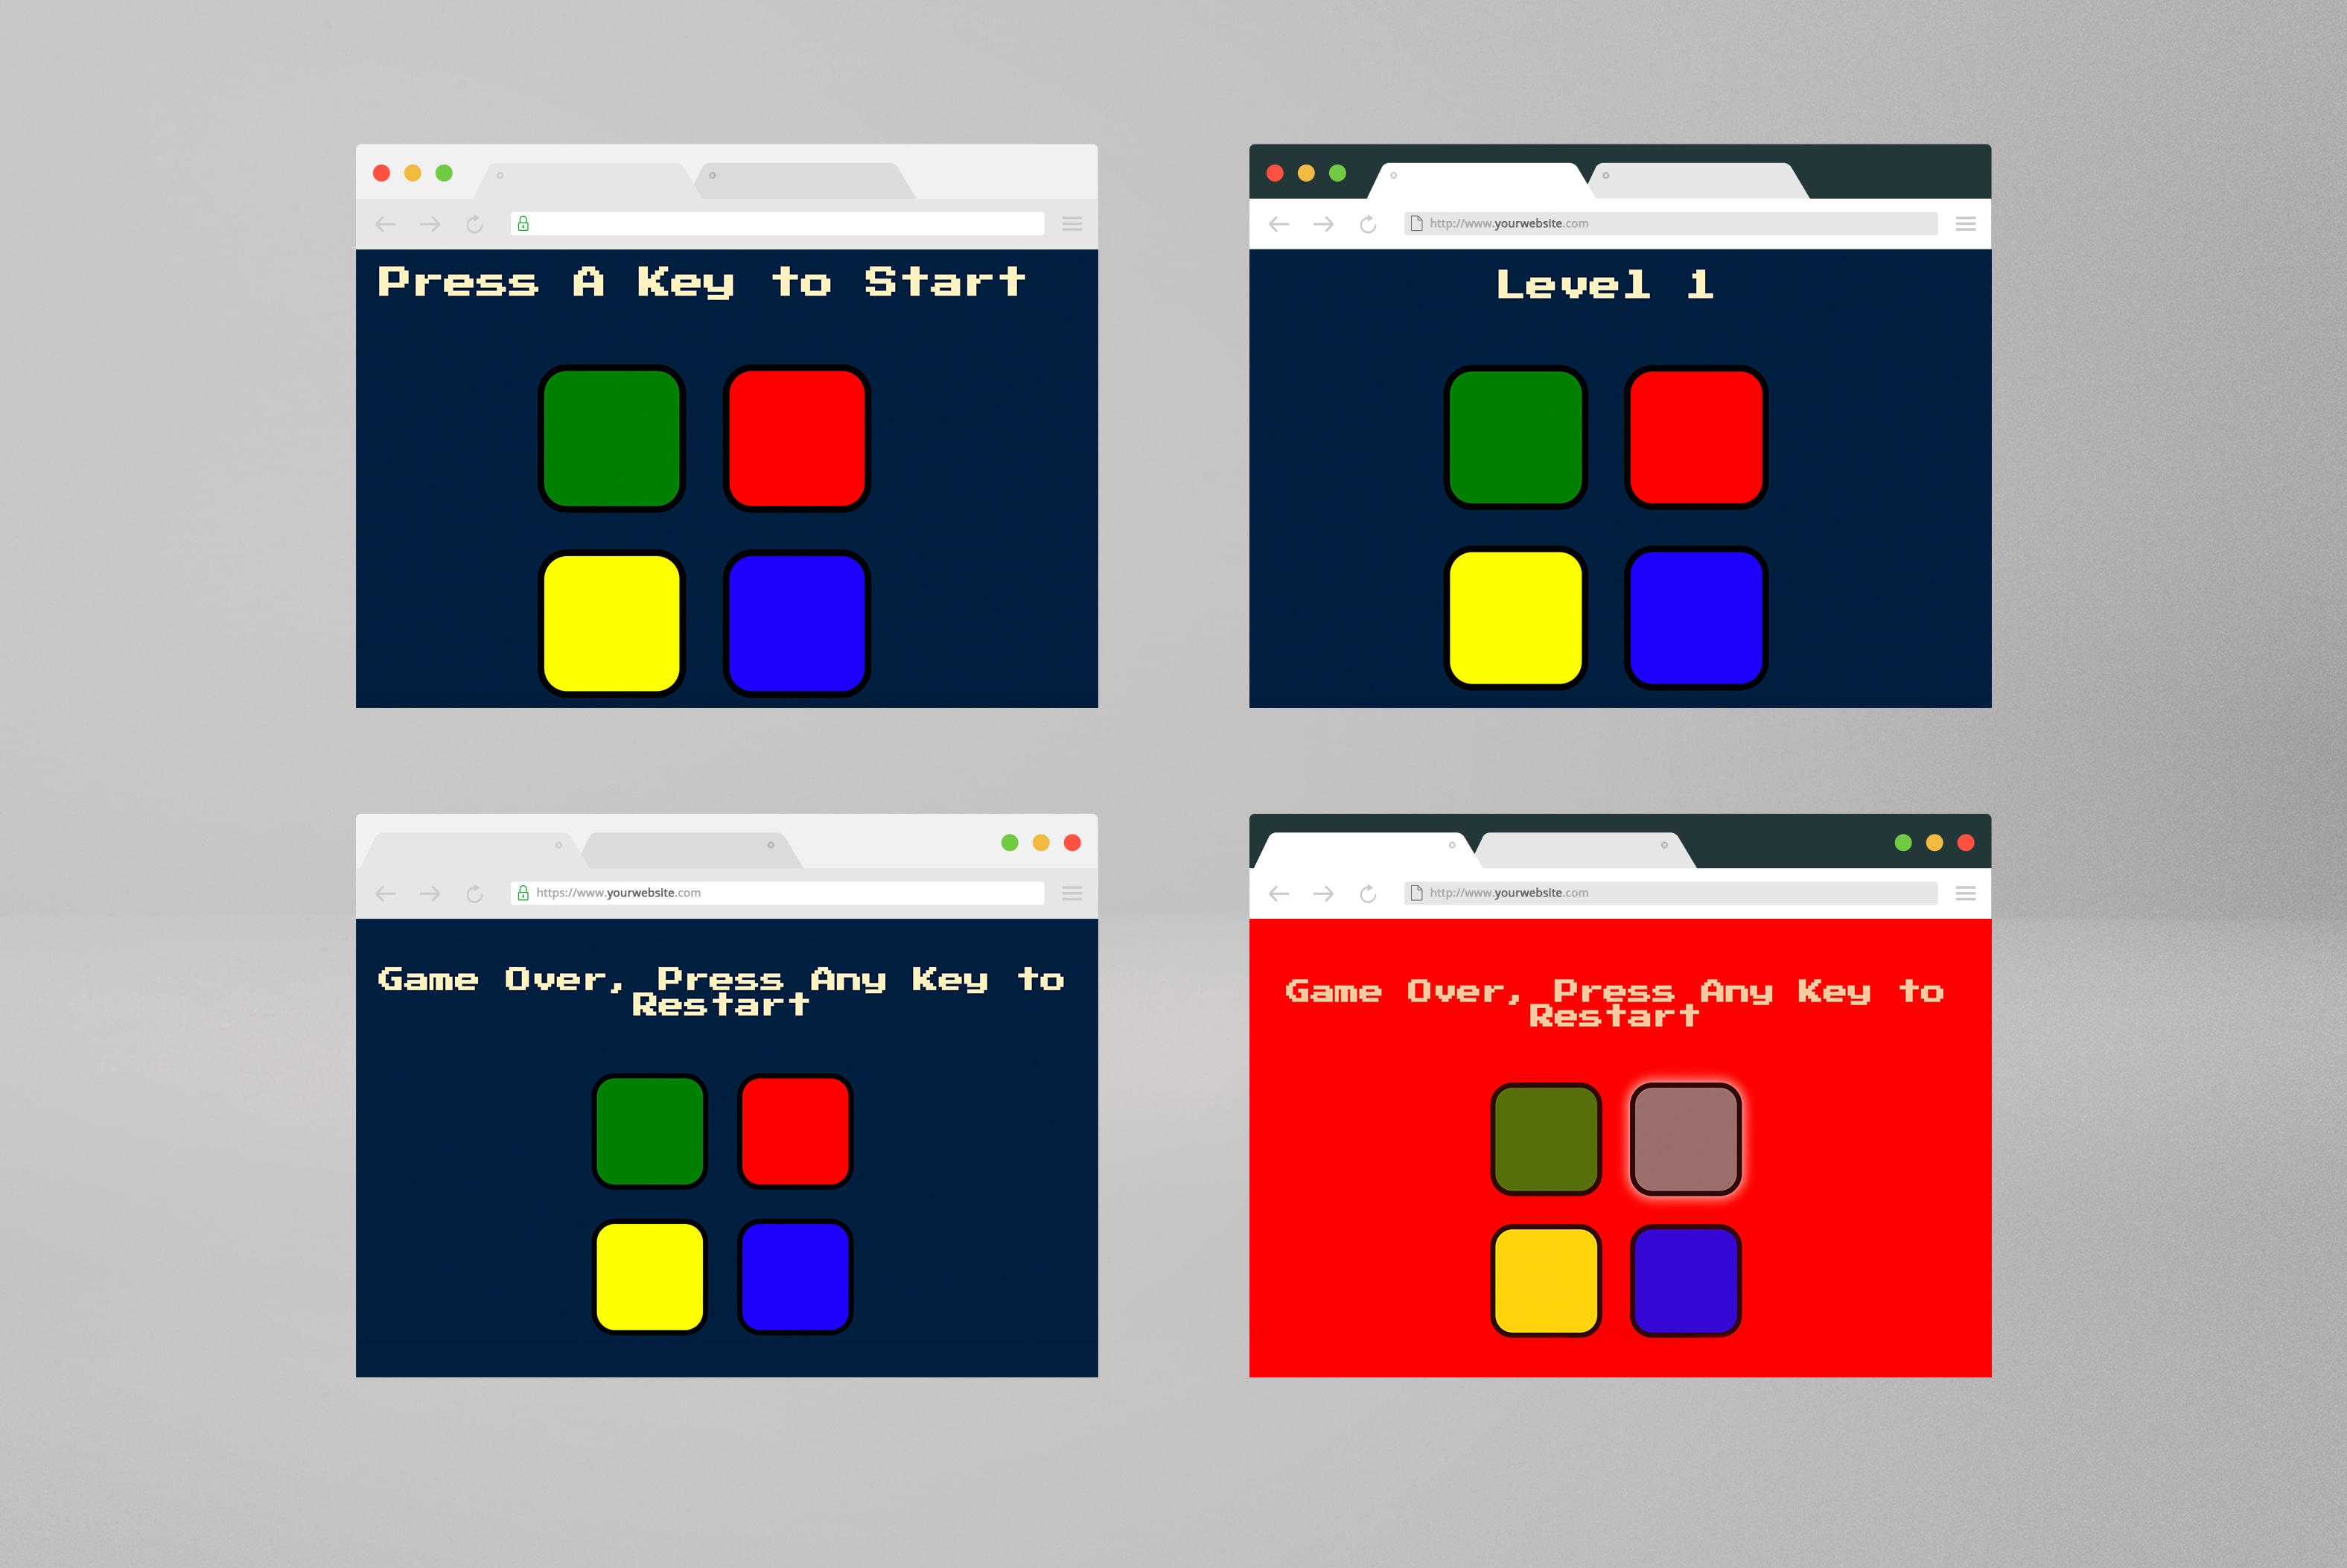 Press A Key to Start
http://www.yourwebsite.com
Level 1
https://www.yourwebsite.com
Game Over, Press Any Key to
Restart
http://www.yourwebsite.com
Game Over, Press Any Key to
Restart